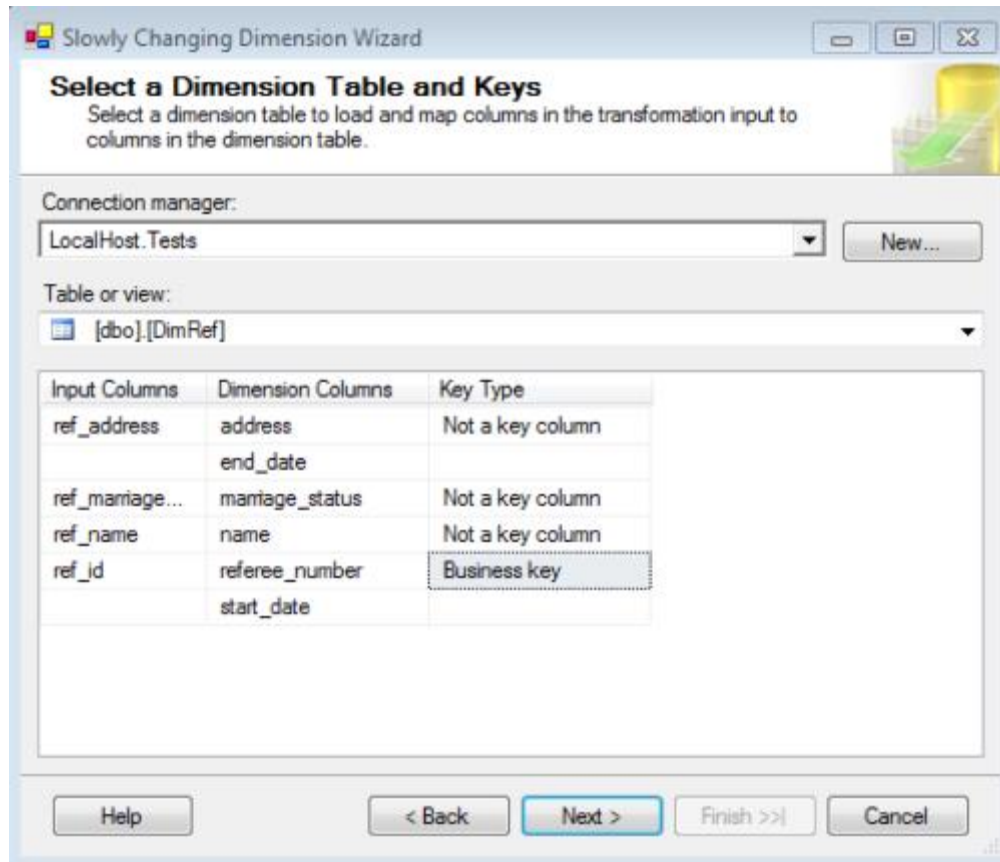 Slowly Changing Dimension Wizard
Select a Dimension Table and Keys
Select a dimension table to load and map columns in the transformation input to
columns in the dimension table.
Connection manager:
LocalHost.Tests
New...
Table or view:
[dbo].[DimRef]
Input Columns Dimension Columns Key Type
ref_address address Not a key column
end_date
ref_marriage... marriage_status Not a key column
ref_name name Not a key column
ref_id referee_number Business key
start_date
Help < Back Next > Finish >>| Cancel